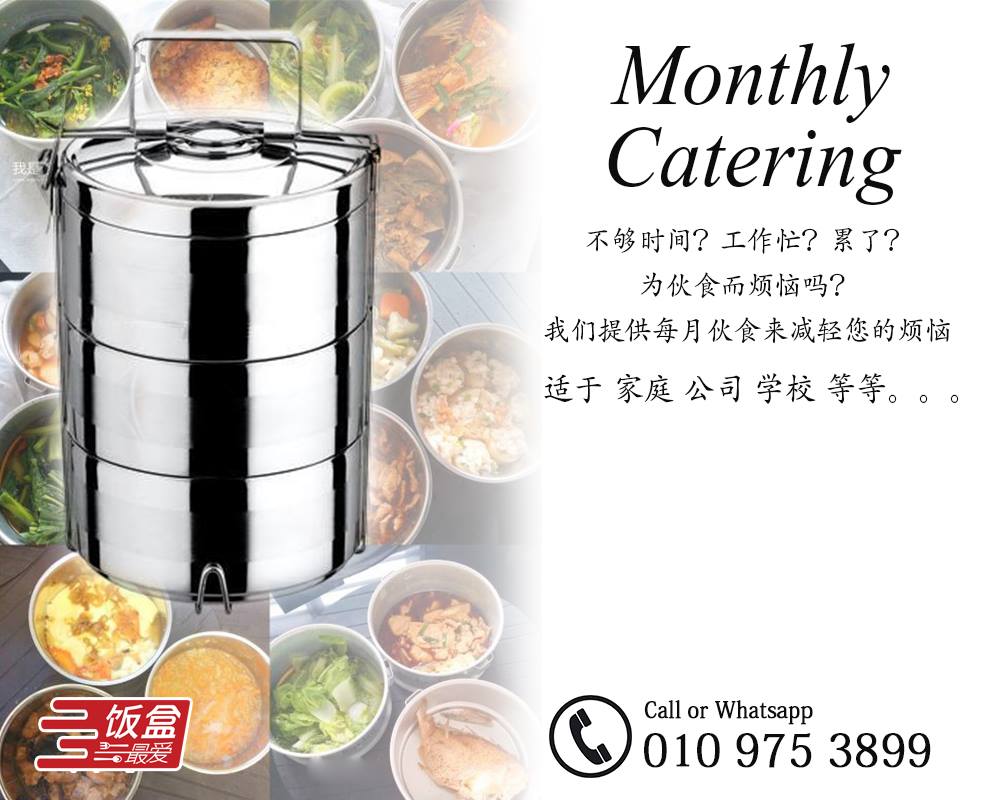 Monthly
Catering
不够时间？工作忙？累了？
为伙食而烦恼吗？
我们提供每月伙食来减轻您的烦恼
适于 家庭 公司 学校 等等。。。
我是
饭盒
最爱
Call or Whatsapp
010 975 3899